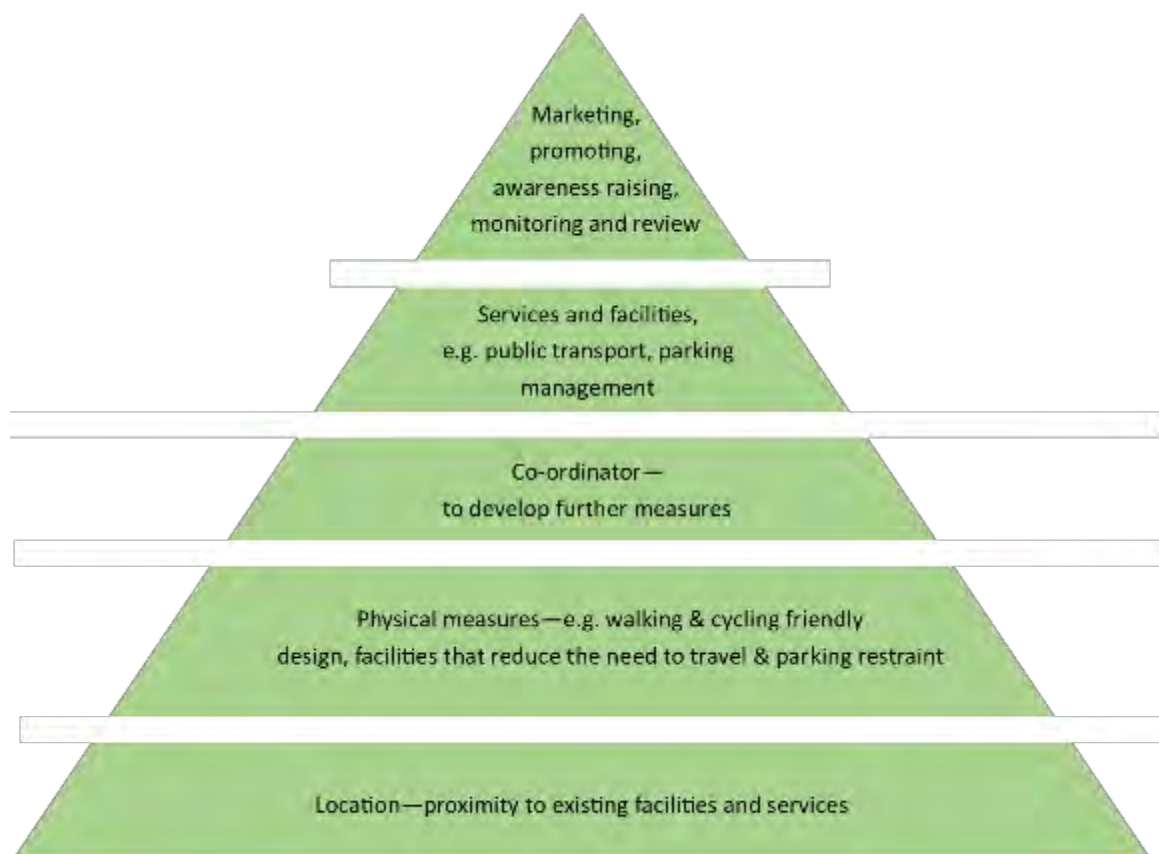 Marketing,
promoting,
awareness raising,
monitoring and review
Services and facilities,
e.g. public transport, parking
management
Co-ordinator—
to develop further measures
Physical measures—e.g. walking & cycling friendly
design, facilities that reduce the need to travel & parking restraint
Location—proximity to existing facilities and services